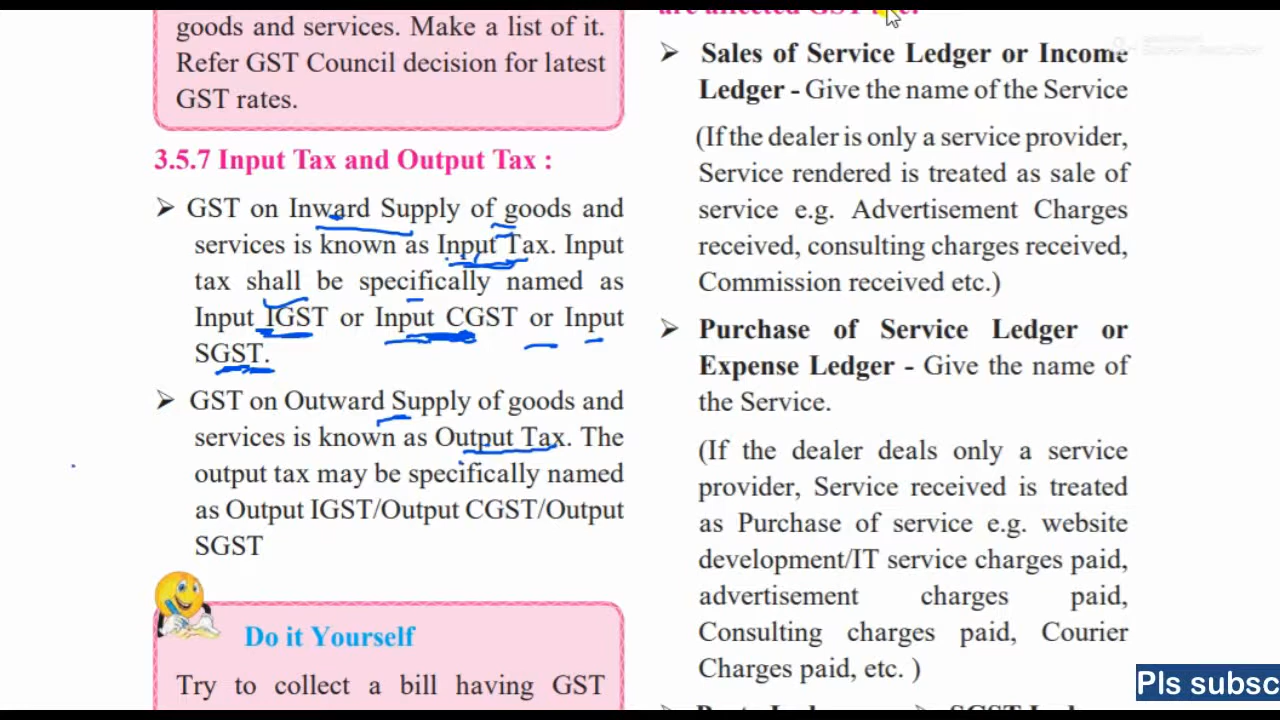 goods and services. Make a list of it.
Refer GST Council decision for latest
GST rates.
3.5.7 Input Tax and Output Tax :
➤ GST on Inward Supply of goods and
services is known as Input Tax. Input
tax shall be specifically named as
Input IGST or Input CGST or Input
SGST.
➤ GST on Outward Supply of goods and
services is known as Output Tax. The
output tax may be specifically named
as Output IGST/Output CGST/Output
SGST
Do it Yourself
Try to collect a bill having GST
are affected GST
➤ Sales of Service Ledger or Income
Ledger - Give the name of the Service
(If the dealer is only a service provider,
Service rendered is treated as sale of
service e.g. Advertisement Charges
received, consulting charges received,
Commission received etc.)
➤ Purchase of Service Ledger or
Expense Ledger - Give the name of
the Service.
(If the dealer deals only a service
provider, Service received is treated
as Purchase of service e.g. website
development/IT service charges paid,
advertisement charges paid,
Consulting charges paid, Courier
Charges paid, etc. )
Pls subsc